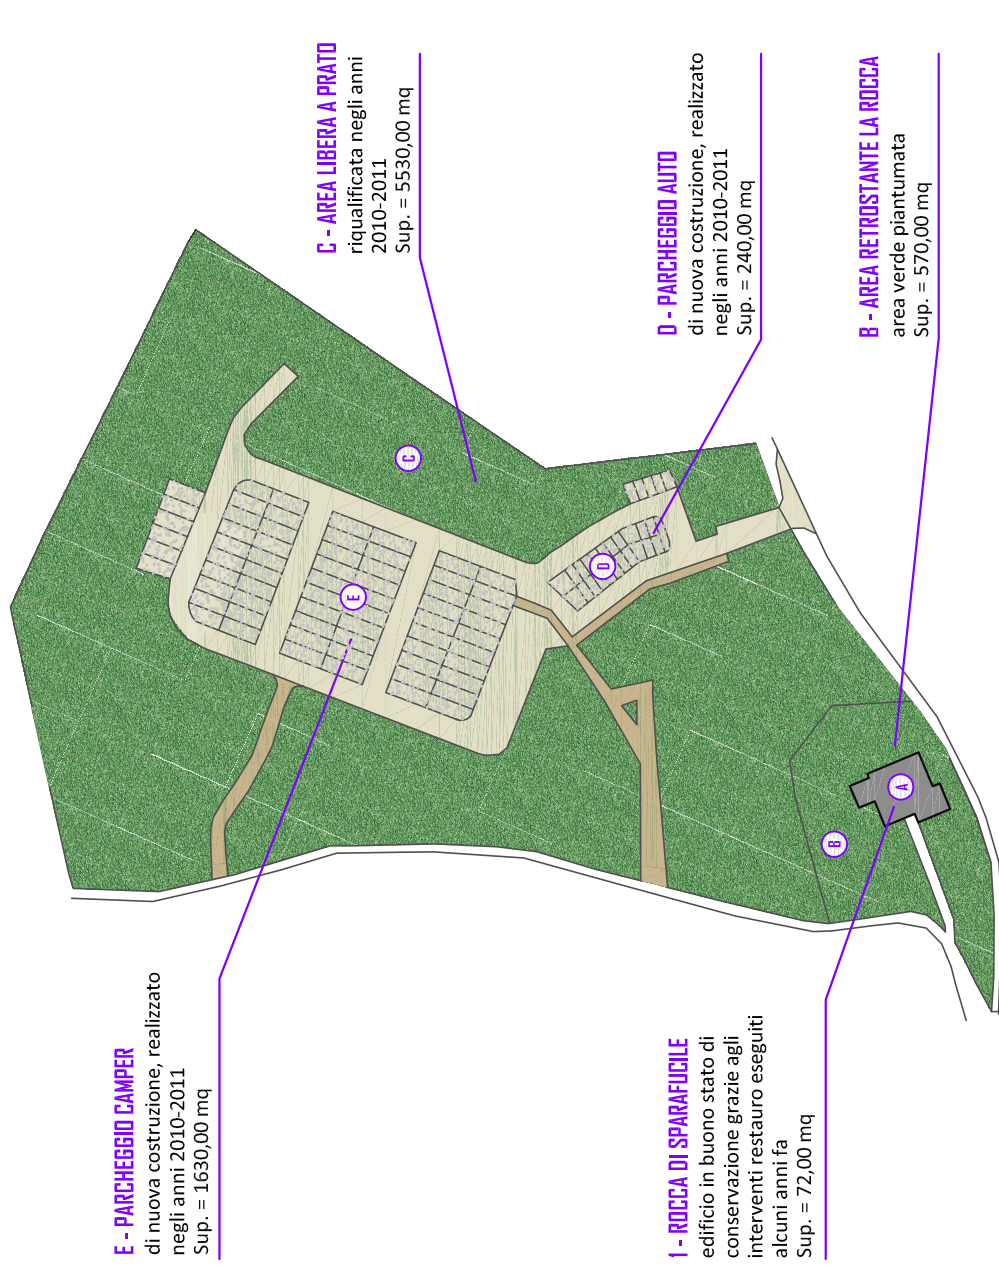 E - PARCHEGGIO CAMPER
di nuova costruzione, realizzato
negli anni 2010-2011
Sup. = 1630,00 mq
C - AREA LIBERA A PRATO
riqualificata negli anni
2010-2011
Sup. = 5530,00 mq
1 - ROCCA DI SPARAFUCILE
edificio in buono stato di
conservazione grazie agli
interventi restauro eseguiti
alcuni anni fa
Sup. = 72,00 mq
D - PARCHEGGIO AUTO
di nuova costruzione, realizzato
negli anni 2010-2011
Sup. = 240,00 mq
B - AREA RETROSTANTE LA ROCCA
area verde piantumata
Sup. = 570,00 mq
E
C
D
B
A